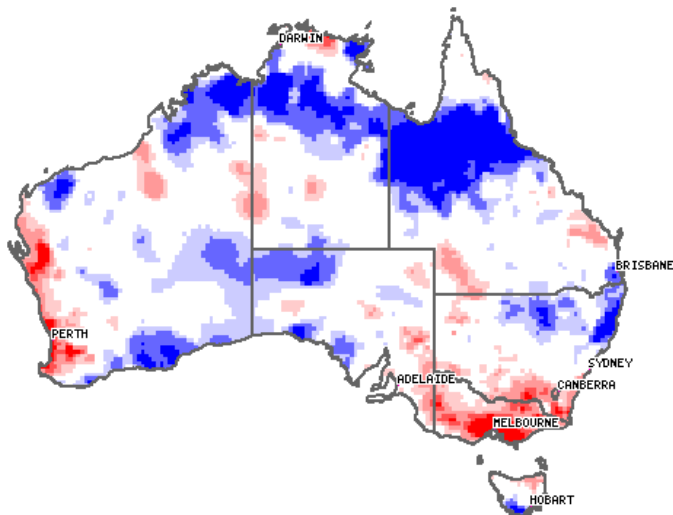 DARWIN
BRISBANE
PERTH
SYDNEY
ADELAIDE
CANBERRA
MELBOURNE
HOBART